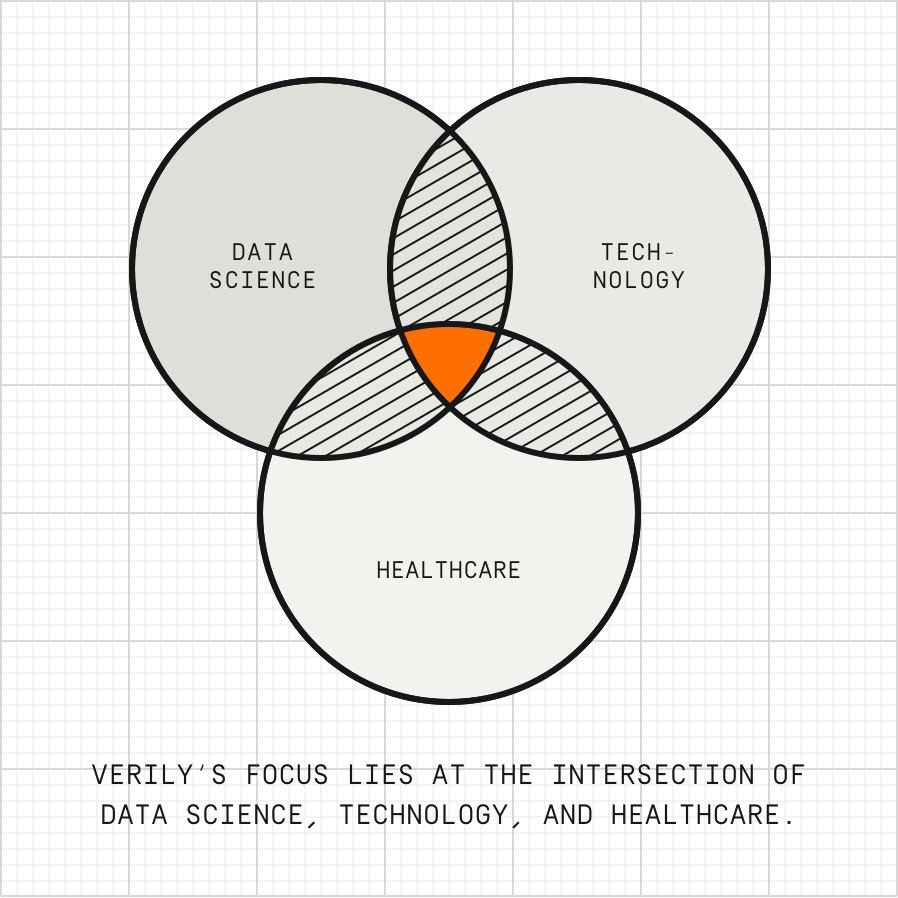 DATA
SCIENCE
TECH-
NOLOGY
HEALTHCARE
VERILY'S FOCUS LIES AT THE INTERSECTION OF
DATA SCIENCE, TECHNOLOGY, AND HEALTHCARE.